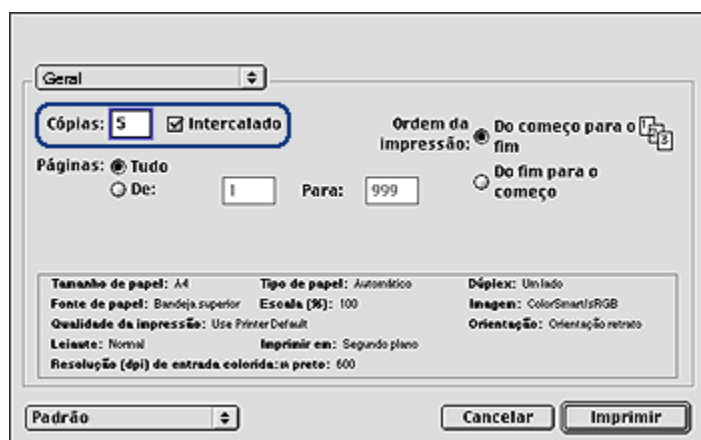 Geral
Cópias: 5 Intercalado
Ordem da impressão: Do começo para o fim
1 3
Páginas: Tudo
Do fim para o começo
De: 1 Para: 999
Tamanho de papel: A4 Tipo de papel: Automático Dúplex: Um lado
Fonte de papel: Bandeja superior Escala (%): 100 Imagem: ColorSmart/sRGB
Qualidade da impressão: Use Printer Default Orientação: Orientação retrato
Leiaute: Normal Imprimir em: Segundo plano
Resolução (dpi) de entrada colorida: preto: 600
Padrão Cancelar Imprimir